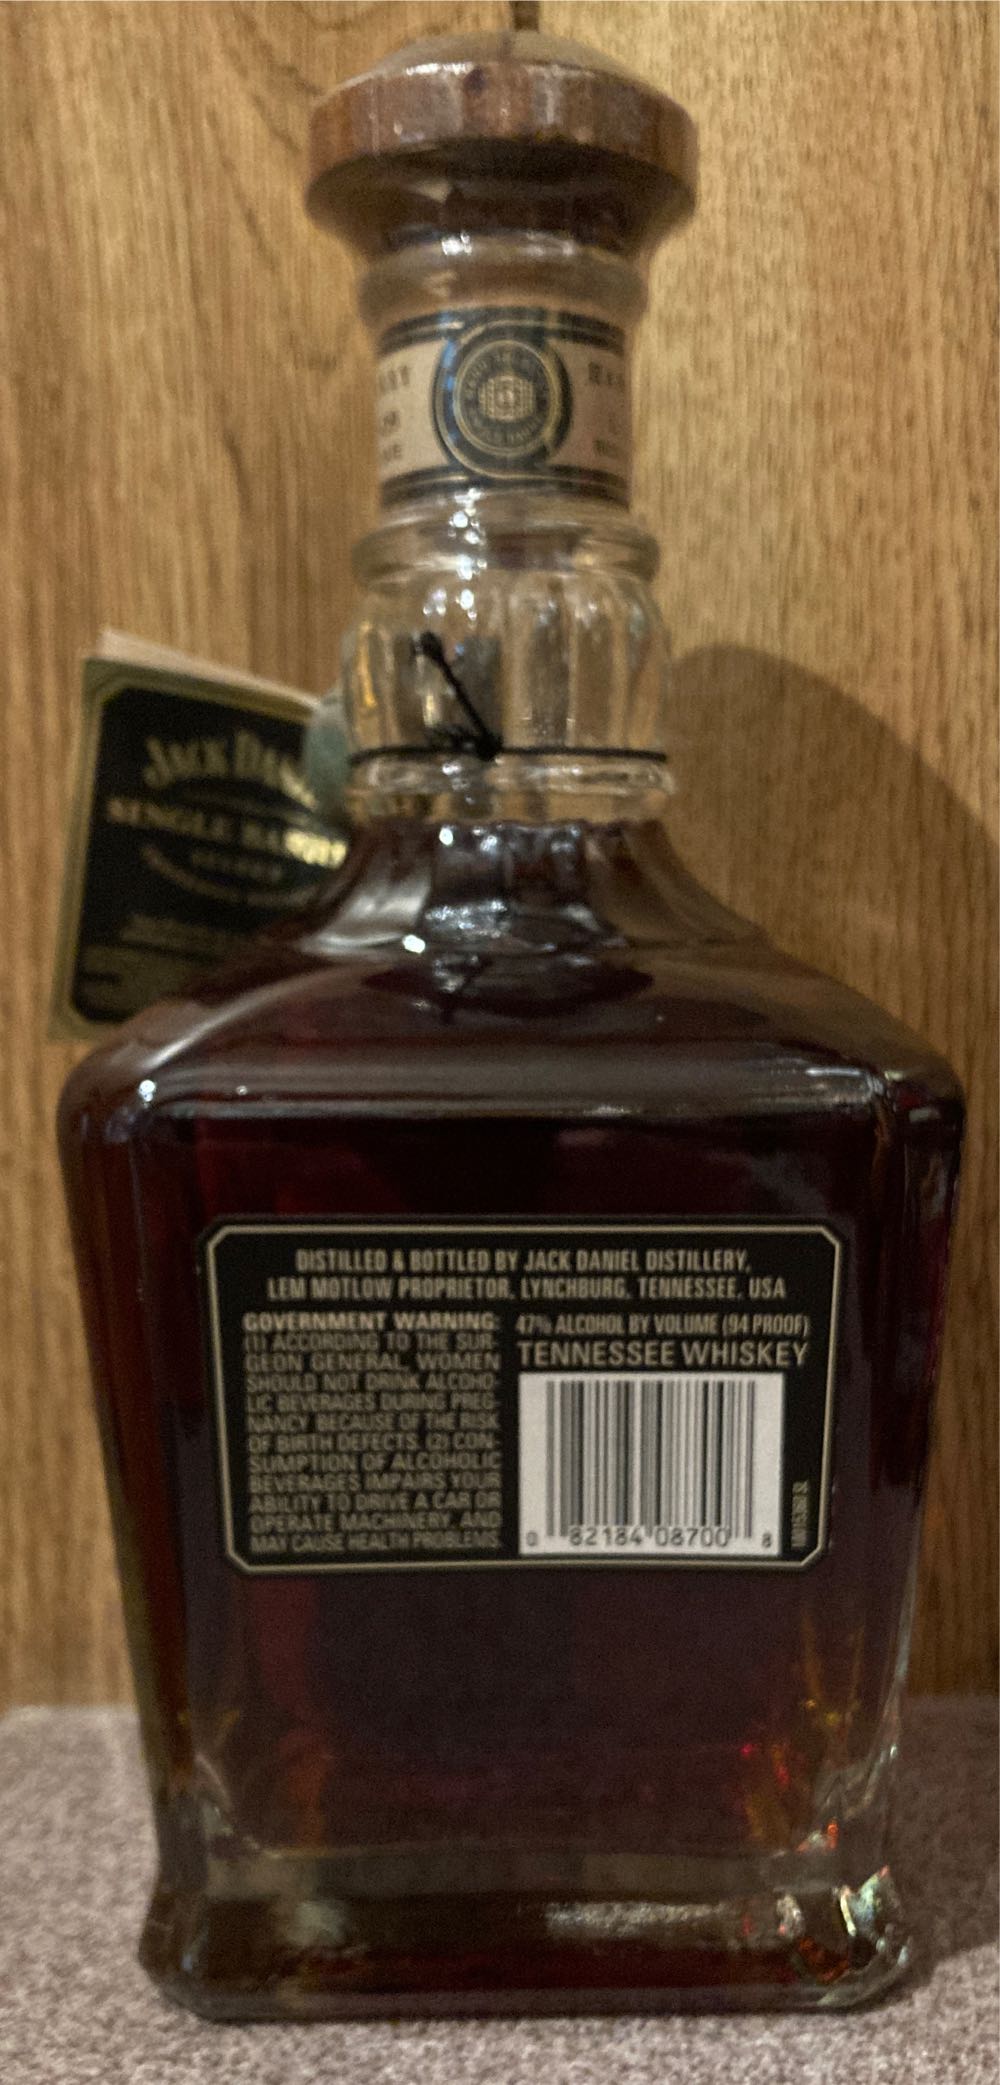 JACK DAN
SINGLE BAR
SELECT
DISTILLED & BOTTLED BY JACK DANIEL DISTILLERY,
LEM MOTLOW PROPRIETOR, LYNCHBURG, TENNESSEE, USA
GOVERNMENT WARNING:
(1) ACCORDING TO THE SUR-
GEON GENERAL, WOMEN
SHOULD NOT DRINK ALCOHO-
LIC BEVERAGES DURING PREG-
NANCY BECAUSE OF THE RISK
OF BIRTH DEFECTS. (2) CON-
SUMPTION OF ALCOHOLIC
BEVERAGES IMPAIRS YOUR
ABILITY TO DRIVE A CAR OR
OPERATE MACHINERY, AND
MAY CAUSE HEALTH PROBLEMS.
47% ALCOHOL BY VOLUME (94 PROOF)
TENNESSEE WHISKEY
0 82184 08700 8